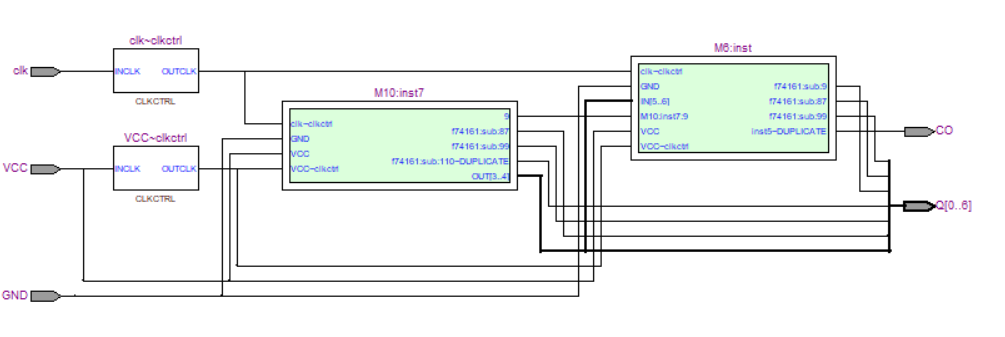 clk~clkctrl
clk
INCLK OUTCLK
CLKCTRL
VCC~clkctrl
VCC
INCLK OUTCLK
CLKCTRL
GND
M10:inst7
clk~clkctrl
GND
VCC
VCC~clkctrl
9
f74161:sub:87
f74161:sub:99
f74161:sub:110~DUPLICATE
OUT[3..4]
M6:inst
clk~clkctrl
GND
IN[5..6]
M10:inst7:9
VCC
VCC~clkctrl
f74161:sub:9
f74161:sub:87
f74161:sub:99
inst5~DUPLICATE
CO
Q[0..6]